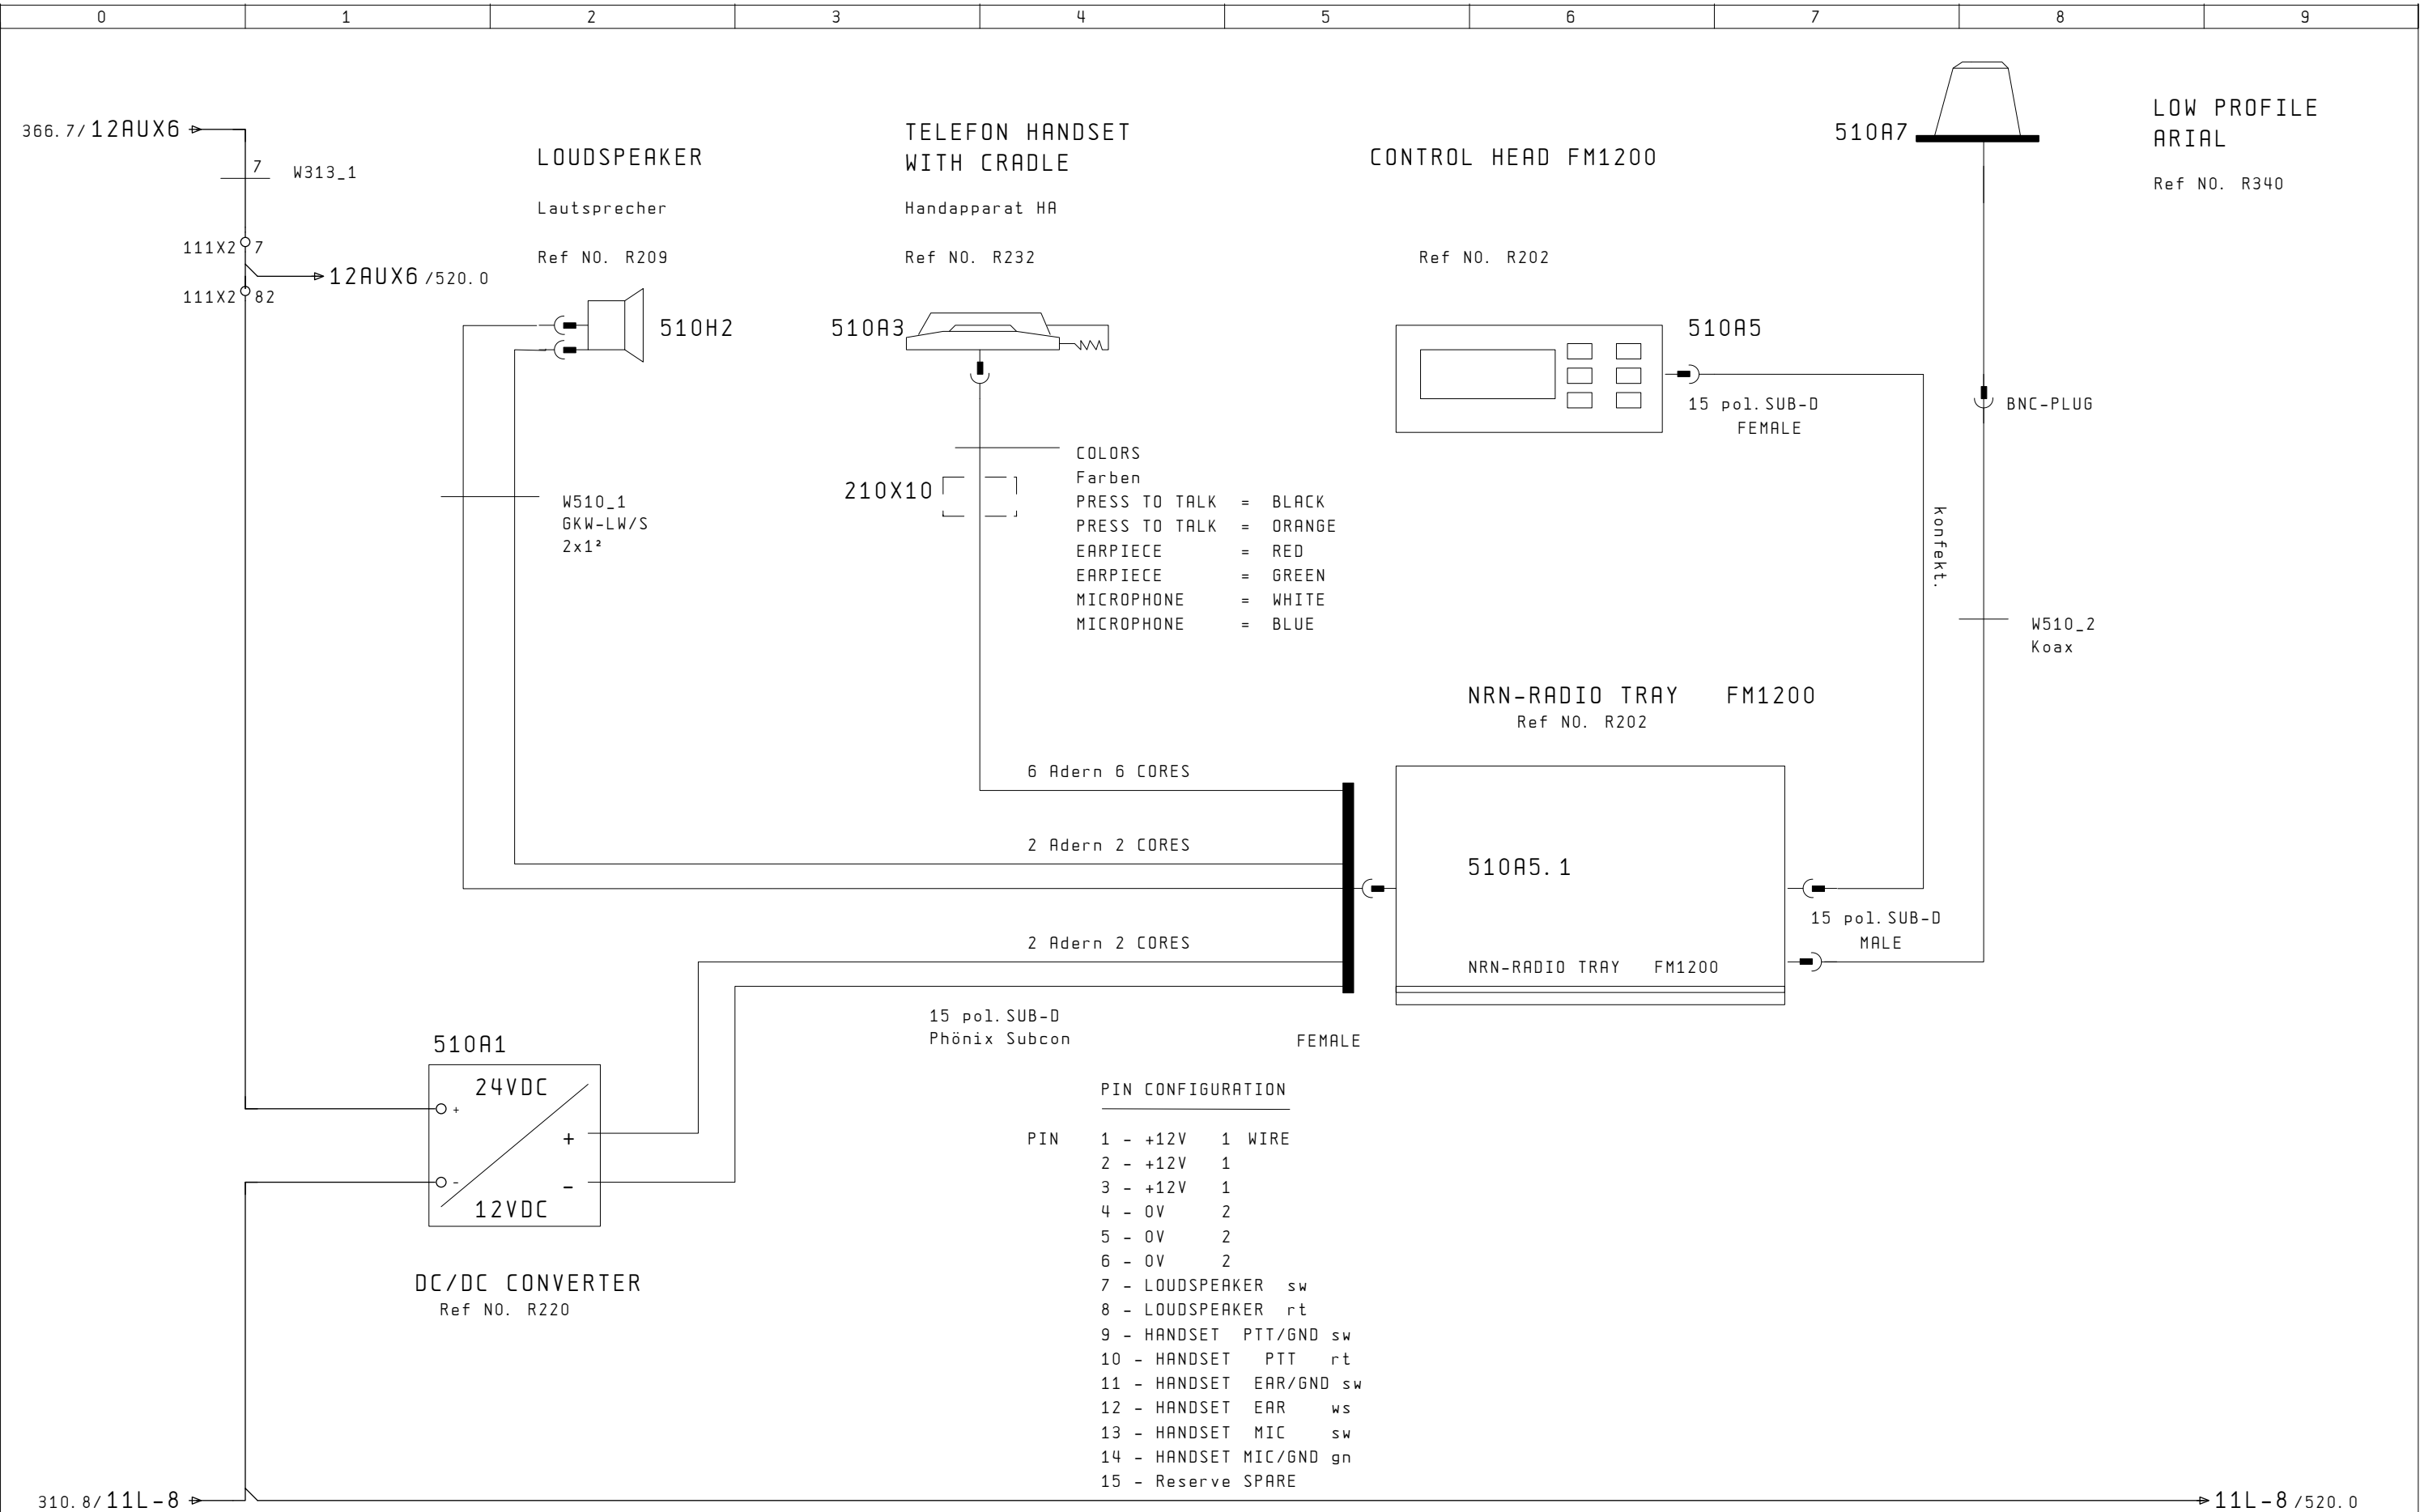 0 1 2 3 4 5 6 7 8 9
366.7/12AUX6
7
W313_1
111X2 7
12AUX6/520.0
111X2 82
LOUDSPEAKER
Lautsprecher
Ref NO. R209
510H2
TELEFON HANDSET
WITH CRADLE
Handapparat HA
Ref NO. R232
510A3
CONTROL HEAD FM1200
Ref NO. R202
510A5
15 pol.SUB-D
FEMALE
510A7
LOW PROFILE
ARIAL
Ref NO. R340
BNC-PLUG
W510_1
GKW-LW/S
2x1²
210X10
COLORS
Farben
PRESS TO TALK = BLACK
PRESS TO TALK = ORANGE
EARPIECE = RED
EARPIECE = GREEN
MICROPHONE = WHITE
MICROPHONE = BLUE
konfekt.
W510_2
Koax
NRN-RADIO TRAY FM1200
Ref NO. R202
6 Adern 6 CORES
2 Adern 2 CORES
2 Adern 2 CORES
510A5.1
NRN-RADIO TRAY FM1200
15 pol.SUB-D
MALE
15 pol.SUB-D
Phönix Subcon
FEMALE
510A1
24VDC
+
+
-
-
12VDC
DC/DC CONVERTER
Ref NO. R220
PIN CONFIGURATION
PIN 1 - +12V 1 WIRE
2 - +12V 1
3 - +12V 1
4 - 0V 2
5 - 0V 2
6 - 0V 2
7 - LOUDSPEAKER sw
8 - LOUDSPEAKER rt
9 - HANDSET PTT/GND sw
10 - HANDSET PTT rt
11 - HANDSET EAR/GND sw
12 - HANDSET EAR ws
13 - HANDSET MIC sw
14 - HANDSET MIC/GND gn
15 - Reserve SPARE
310.8/11L-8
11L-8/520.0